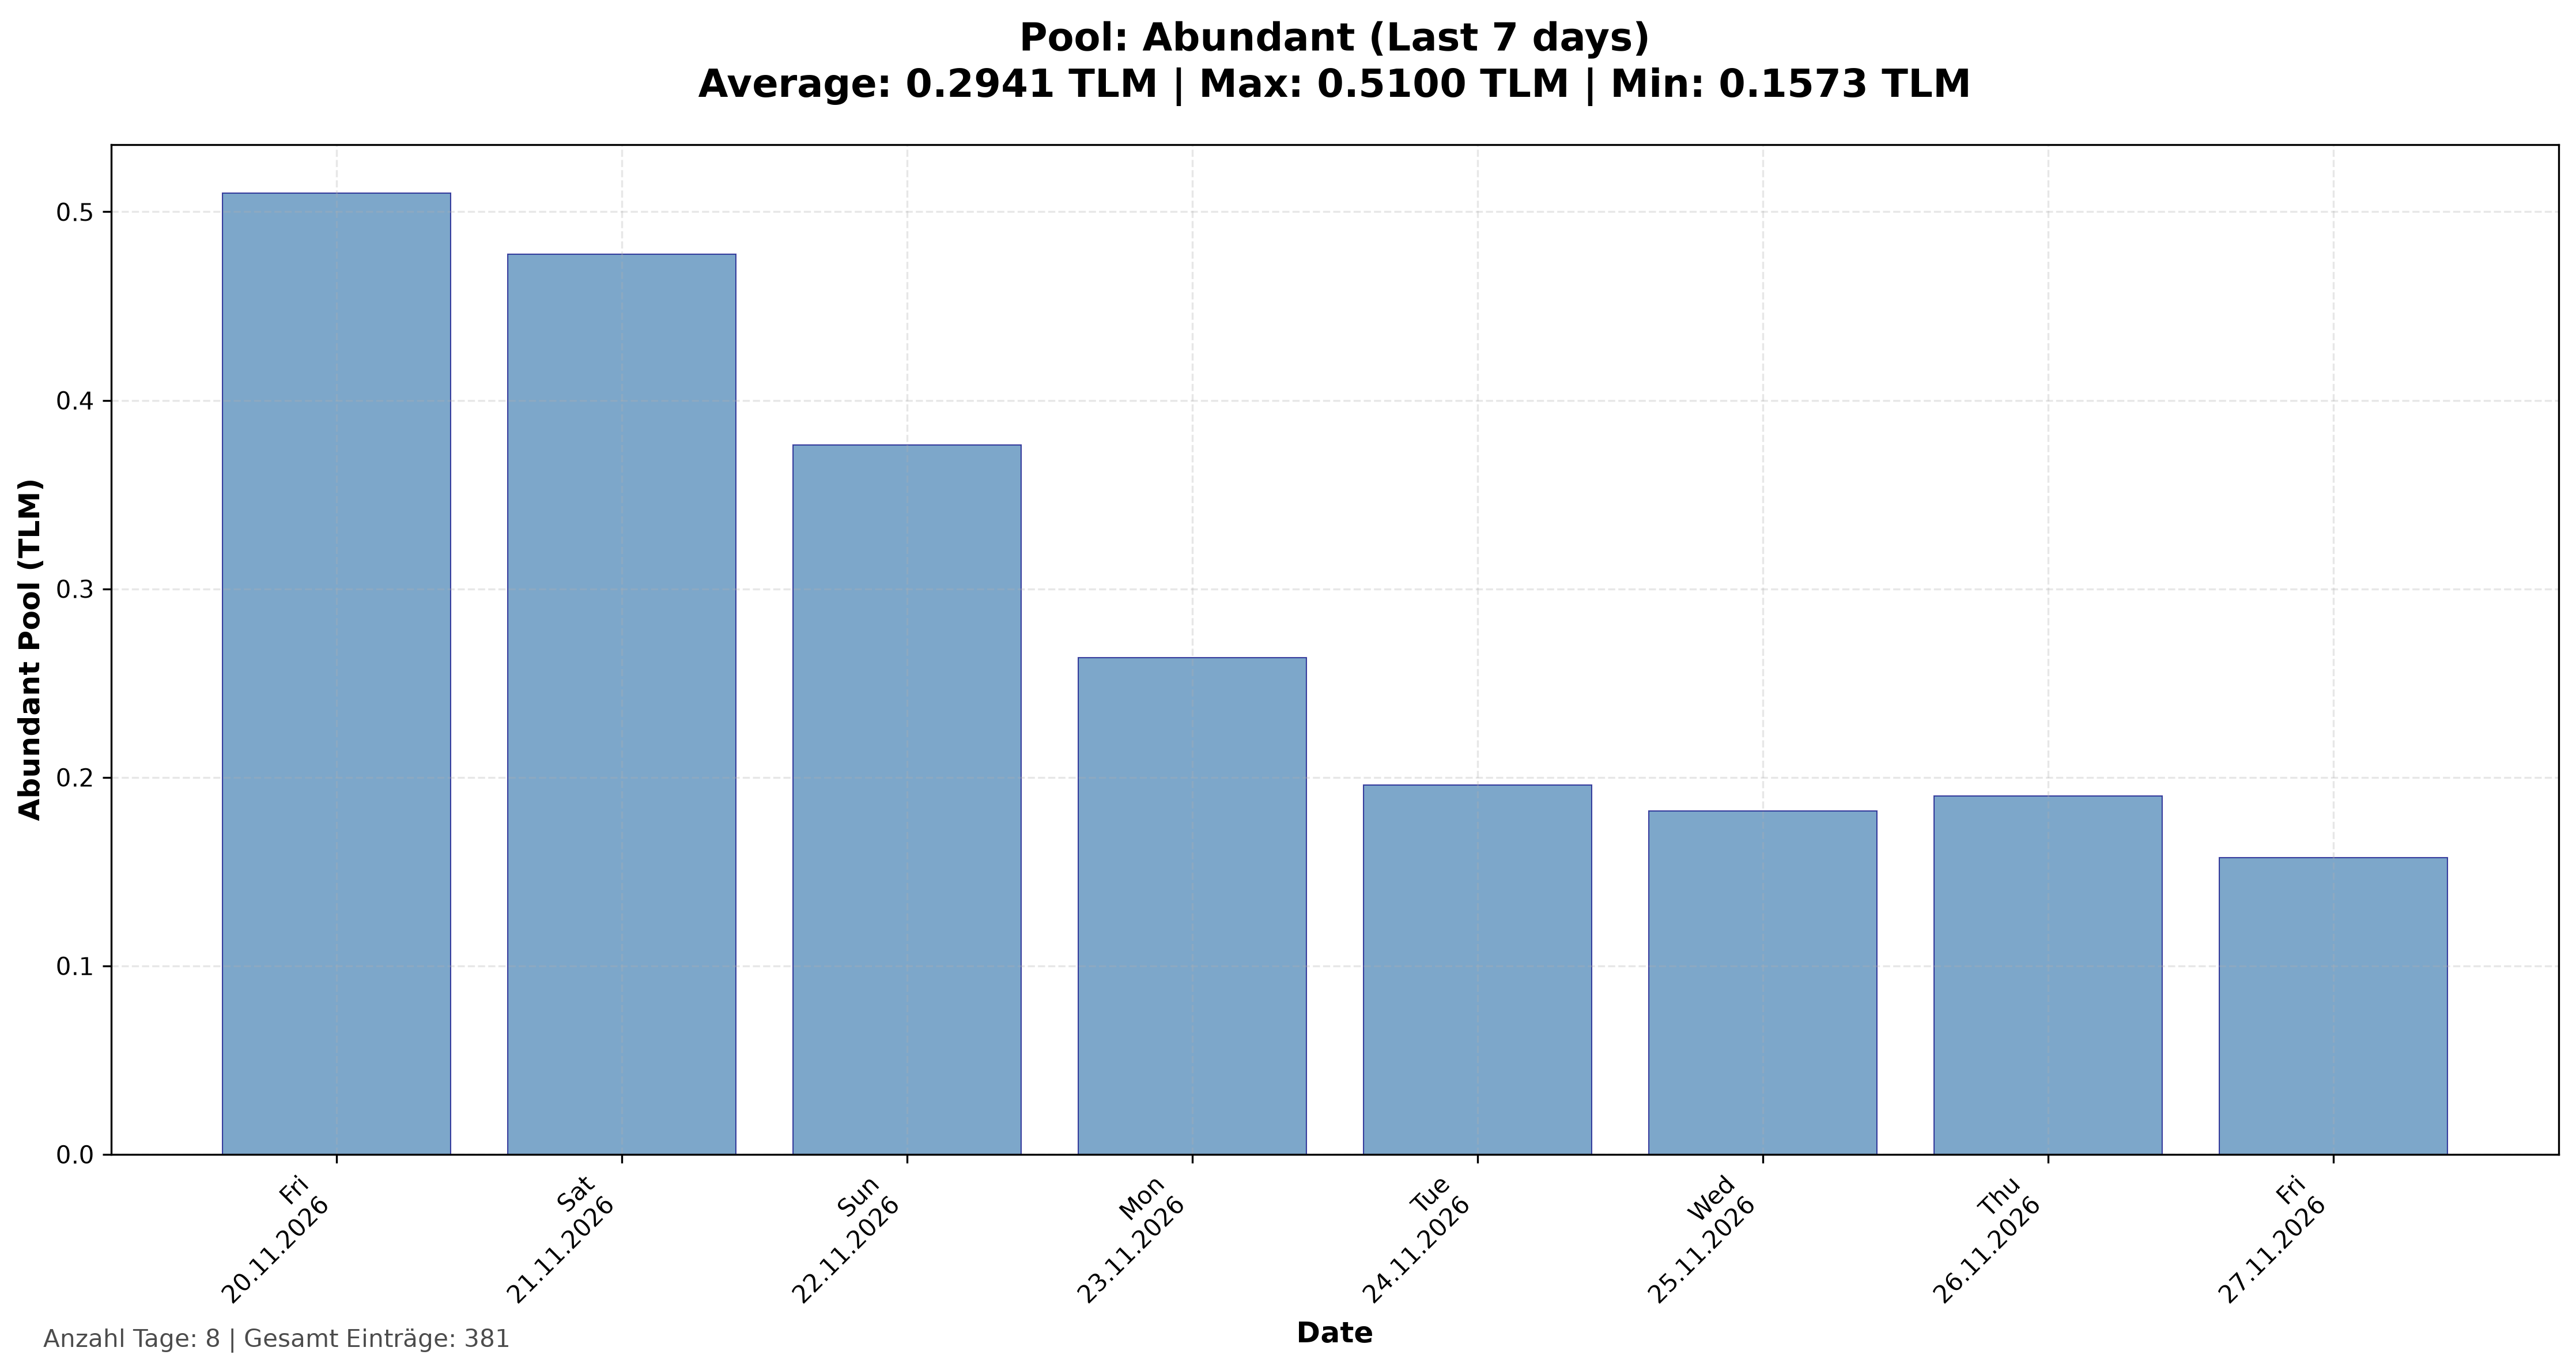 Pool: Abundant (Last 7 days)
Average: 0.2941 TLM | Max: 0.5100 TLM | Min: 0.1573 TLM
Abundant Pool (TLM)
0.5
0.4
0.3
0.2
0.1
0.0
Fri
20.11.2026
Sat
21.11.2026
Sun
22.11.2026
Mon
23.11.2026
Tue
24.11.2026
Wed
25.11.2026
Thu
26.11.2026
Fri
27.11.2026
Date
Anzahl Tage: 8 | Gesamt Einträge: 381